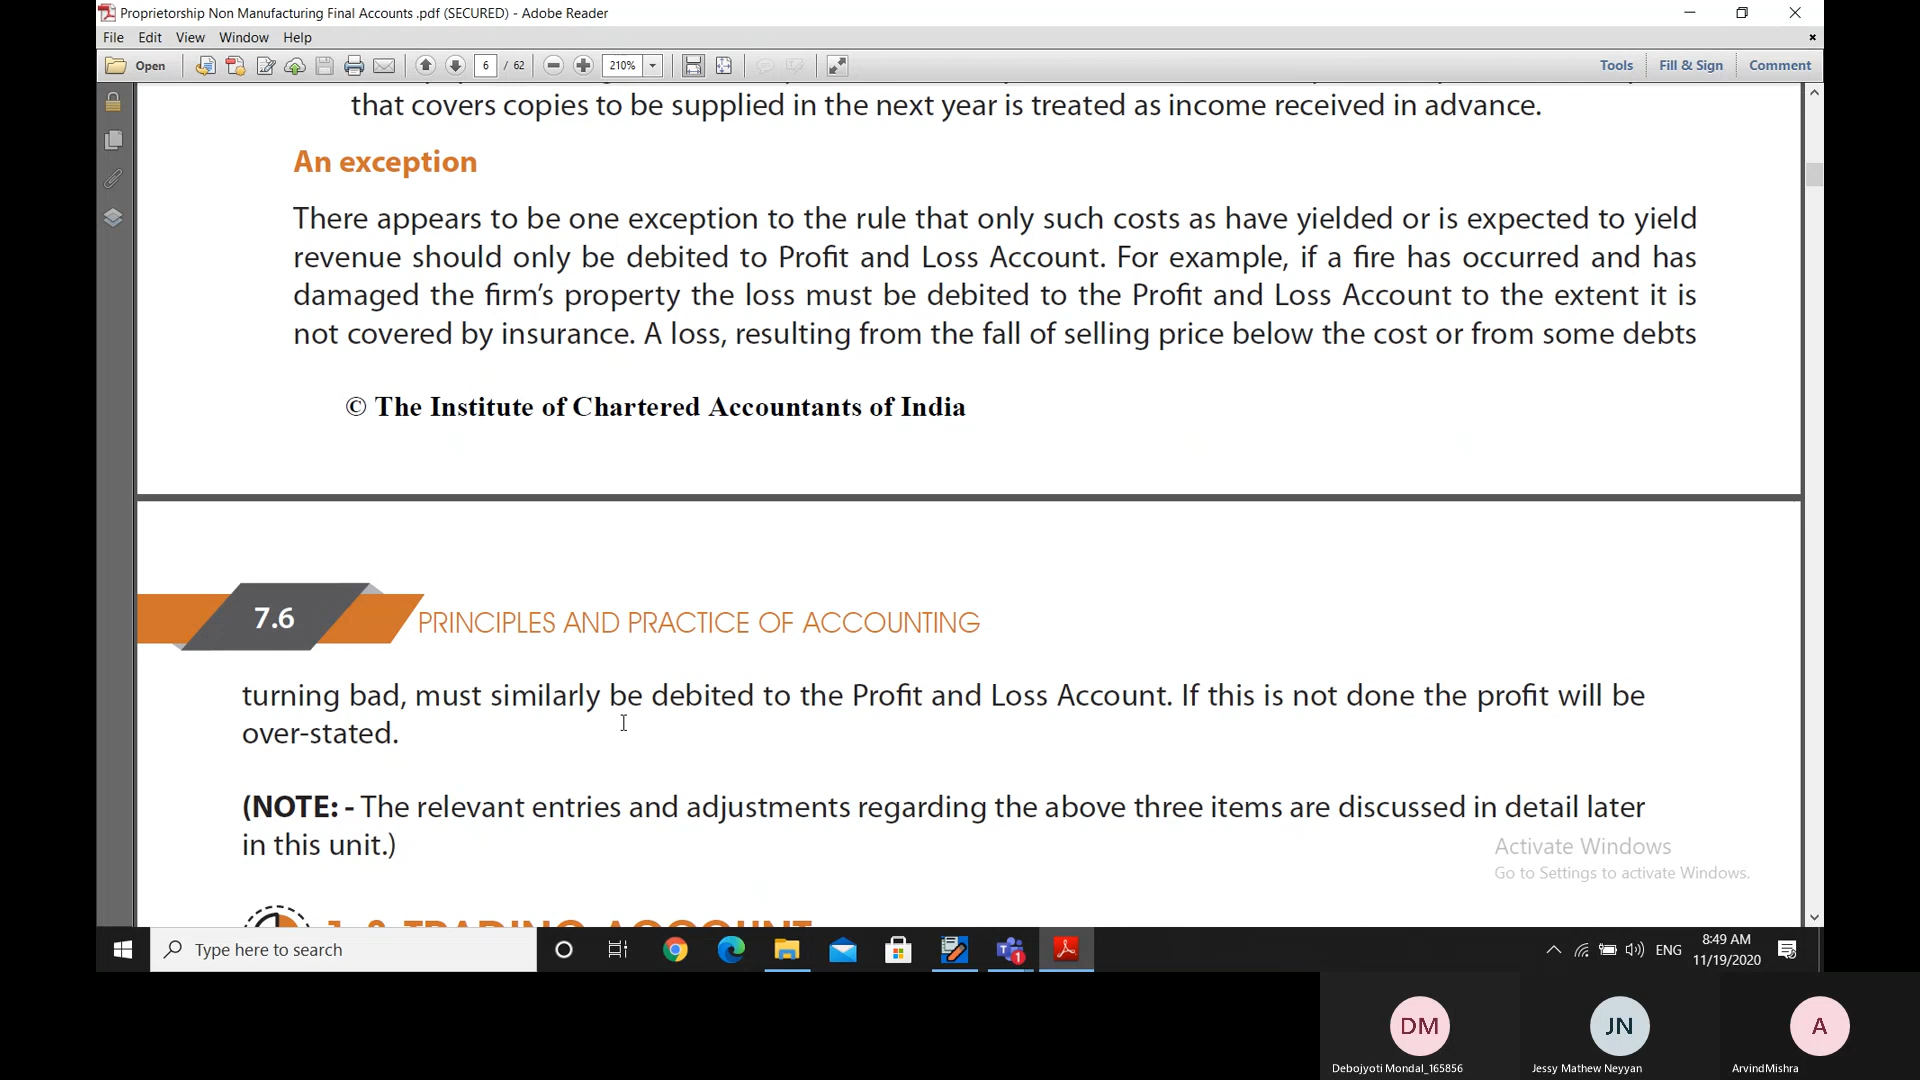 Proprietorship Non Manufacturing Final Accounts .pdf (SECURED) - Adobe Reader
File Edit View Window Help
Open 6 / 62 210% Tools Fill & Sign Comment
that covers copies to be supplied in the next year is treated as income received in advance.
An exception
There appears to be one exception to the rule that only such costs as have yielded or is expected to yield
revenue should only be debited to Profit and Loss Account. For example, if a fire has occurred and has
damaged the firm's property the loss must be debited to the Profit and Loss Account to the extent it is
not covered by insurance. A loss, resulting from the fall of selling price below the cost or from some debts
© The Institute of Chartered Accountants of India
7.6 PRINCIPLES AND PRACTICE OF ACCOUNTING
turning bad, must similarly be debited to the Profit and Loss Account. If this is not done the profit will be
over-stated.
(NOTE: - The relevant entries and adjustments regarding the above three items are discussed in detail later
in this unit.)
Activate Windows
Go to Settings to activate Windows.
TRADING ACCOUNT
Type here to search
1
ENG
8:49 AM
11/19/2020
DM JN A
Debojyoti Mondal_165856 Jessy Mathew Neyyan ArvindMishra